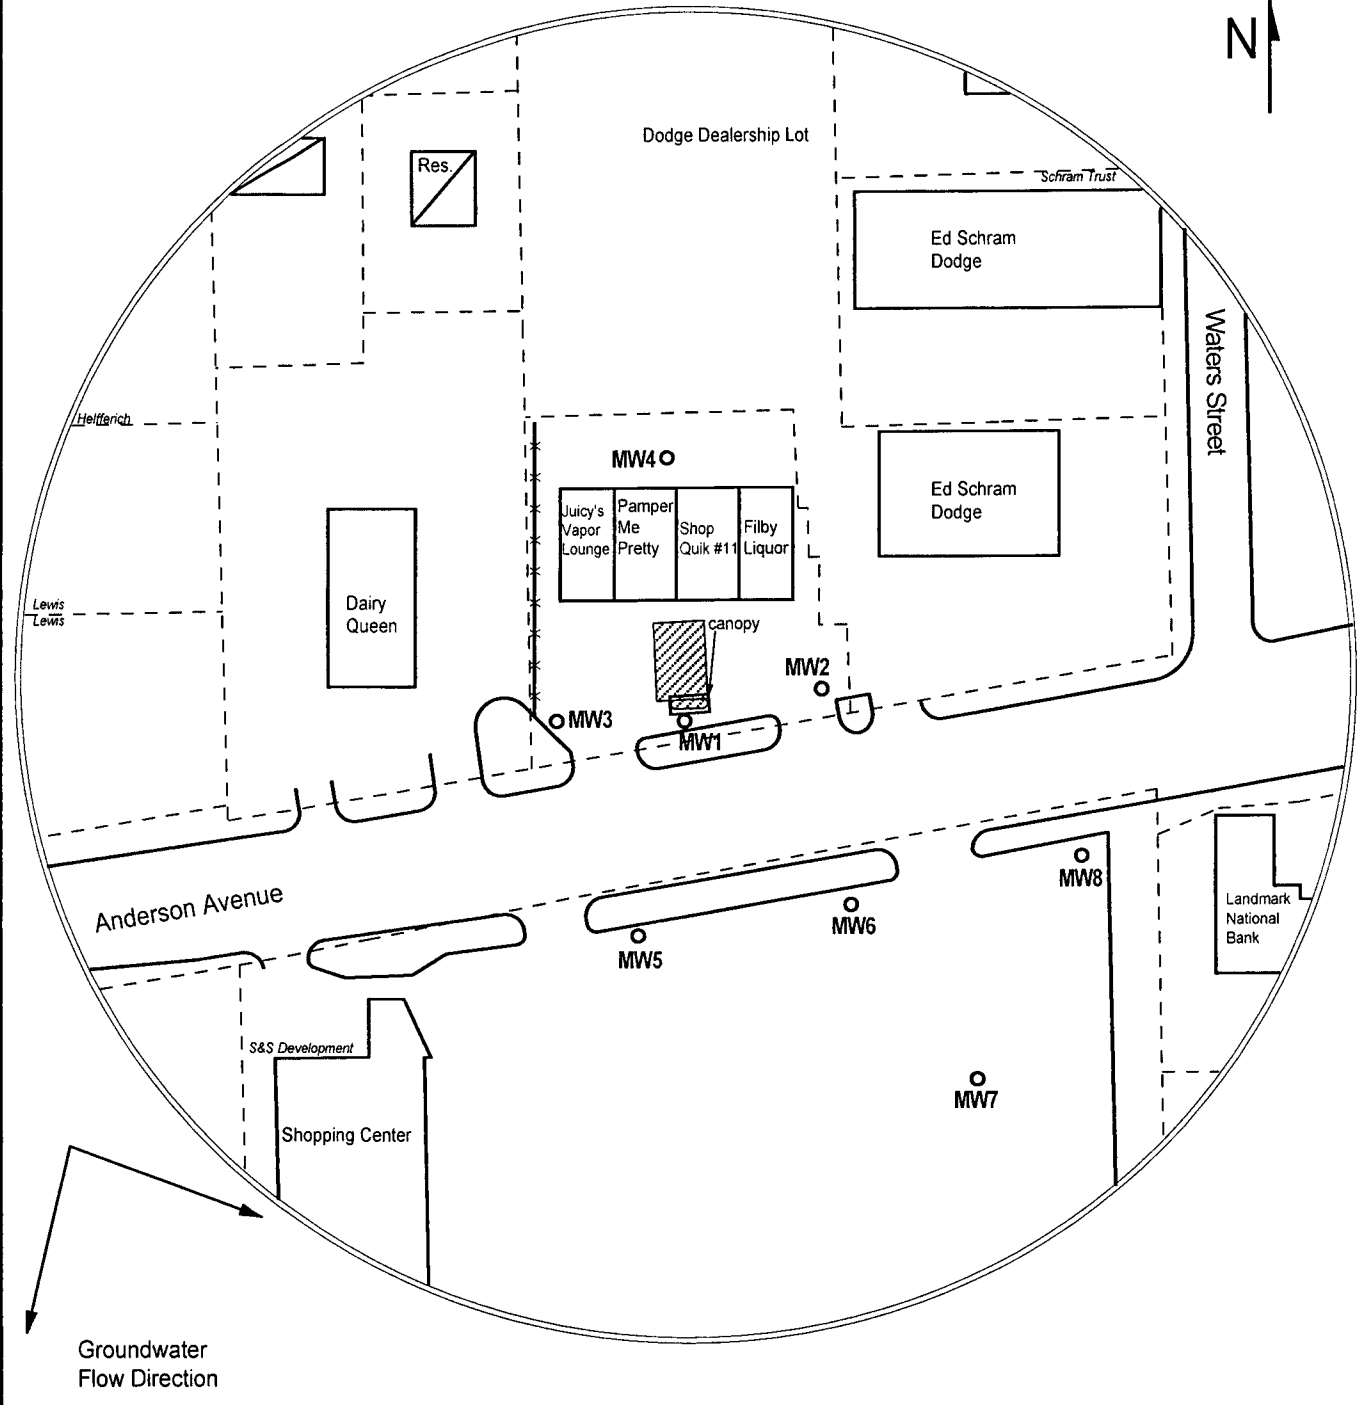 N
Dodge Dealership Lot
Res.
Schram Trust
Ed Schram
Dodge
Waters Street
Helfferich
MW4
Ed Schram
Dodge
Juicy's
Vapor
Lounge
Pamper
Me
Pretty
Shop
Quik #11
Filby
Liquor
Lewis
Lewis
Dairy
Queen
canopy
MW2
MW3
MW1
MW8
Anderson Avenue
MW6
Landmark
National
Bank
MW5
S&S Development
MW7
Shopping Center
Groundwater
Flow Direction